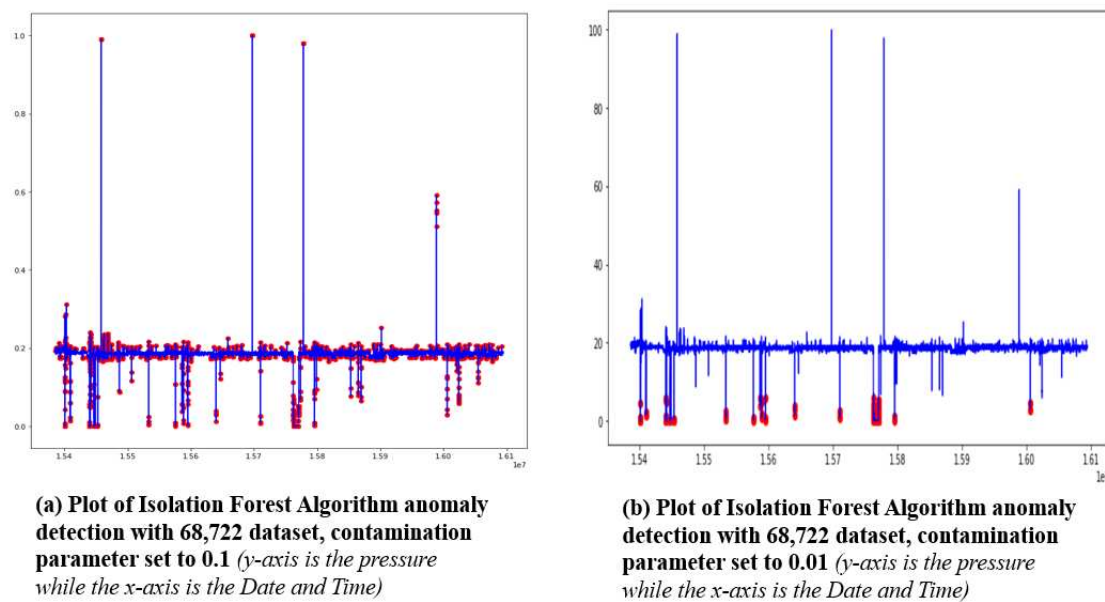 1.0
0.8
0.6
0.4
0.2
0.0
1.54 1.55 1.56 1.57 1.58 1.59 1.60 1.61
1e7
100
80
60
40
20
0
1.54 1.55 1.56 1.57 1.58 1.59 1.60 1.61
1e
(a) Plot of Isolation Forest Algorithm anomaly
detection with 68,722 dataset, contamination
parameter set to 0.1 (y-axis is the pressure
while the x-axis is the Date and Time)
(b) Plot of Isolation Forest Algorithm anomaly
detection with 68,722 dataset, contamination
parameter set to 0.01 (y-axis is the pressure
while the x-axis is the Date and Time)